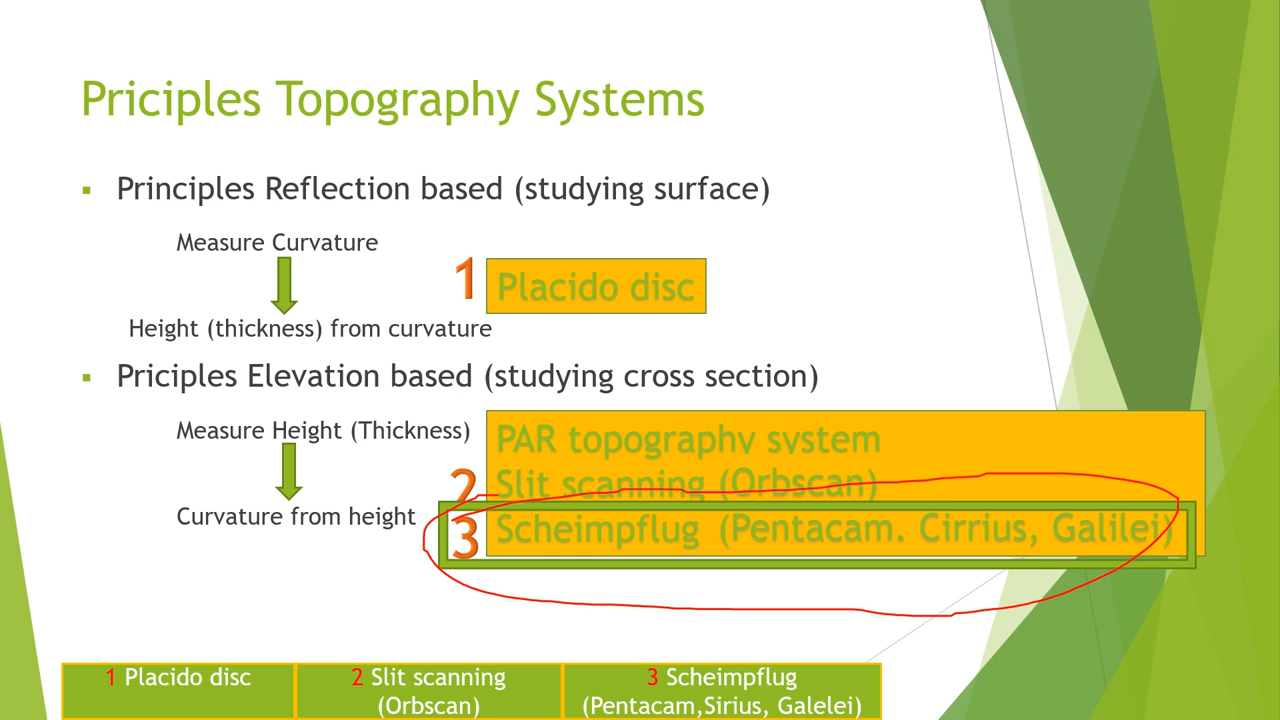 Priciples Topography Systems
Principles Reflection based (studying surface)
Measure Curvature
1 Placido disc
Height (thickness) from curvature
Priciples Elevation based (studying cross section)
Measure Height (Thickness)
PAR topography system
2 Slit scanning (Orbscan)
Curvature from height
3 Scheimpflug (Pentacam. Cirrius, Galilei)
1 Placido disc
2 Slit scanning
(Orbscan)
3 Scheimpflug
(Pentacam,Sirius, Galelei)